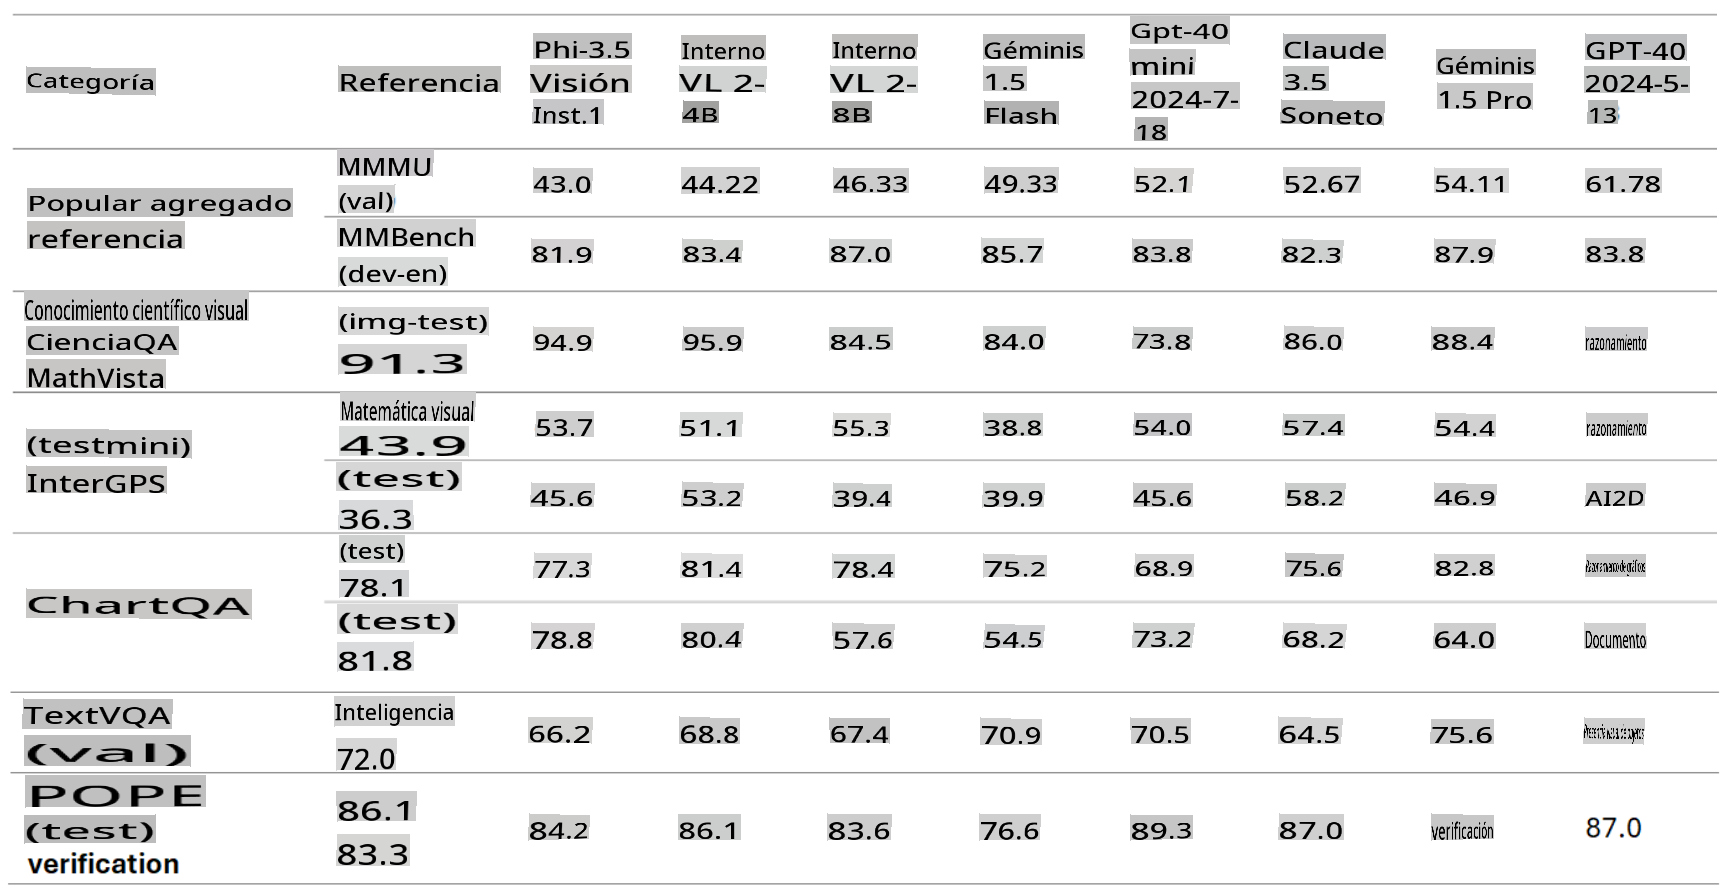 Categoría Referencia Phi-3.5 Visión Inst.1 Interno VL 2-4B Interno VL 2-8B Géminis 1.5 Flash Gpt-40 mini 2024-7-18 Claude 3.5 Soneto Géminis 1.5 Pro GPT-40 2024-5-13
Popular agregado referencia
MMMU (val) 43.0 44.22 46.33 49.33 52.1 52.67 54.11 61.78
MMBench (dev-en) 81.9 83.4 87.0 85.7 83.8 82.3 87.9 83.8
Conocimiento científico visual
CienciaQA
MathVista
(img-test) 91.3 94.9 95.9 84.5 84.0 73.8 86.0 88.4 razonamiento
(testmini)
InterGPS
Matemática visual 43.9 53.7 51.1 55.3 38.8 54.0 57.4 54.4 razonamiento
(test) 36.3 45.6 53.2 39.4 39.9 45.6 58.2 46.9 AI2D
ChartQA
(test) 78.1 77.3 81.4 78.4 75.2 68.9 75.6 82.8 Razonamiento de gráficos
(test) 81.8 78.8 80.4 57.6 54.5 73.2 68.2 64.0 Documento
TextVQA
(val)
Inteligencia 72.0 66.2 68.8 67.4 70.9 70.5 64.5 75.6
POPE
(test)
verification
86.1 83.3 84.2 86.1 83.6 76.6 89.3 87.0 verificación 87.0